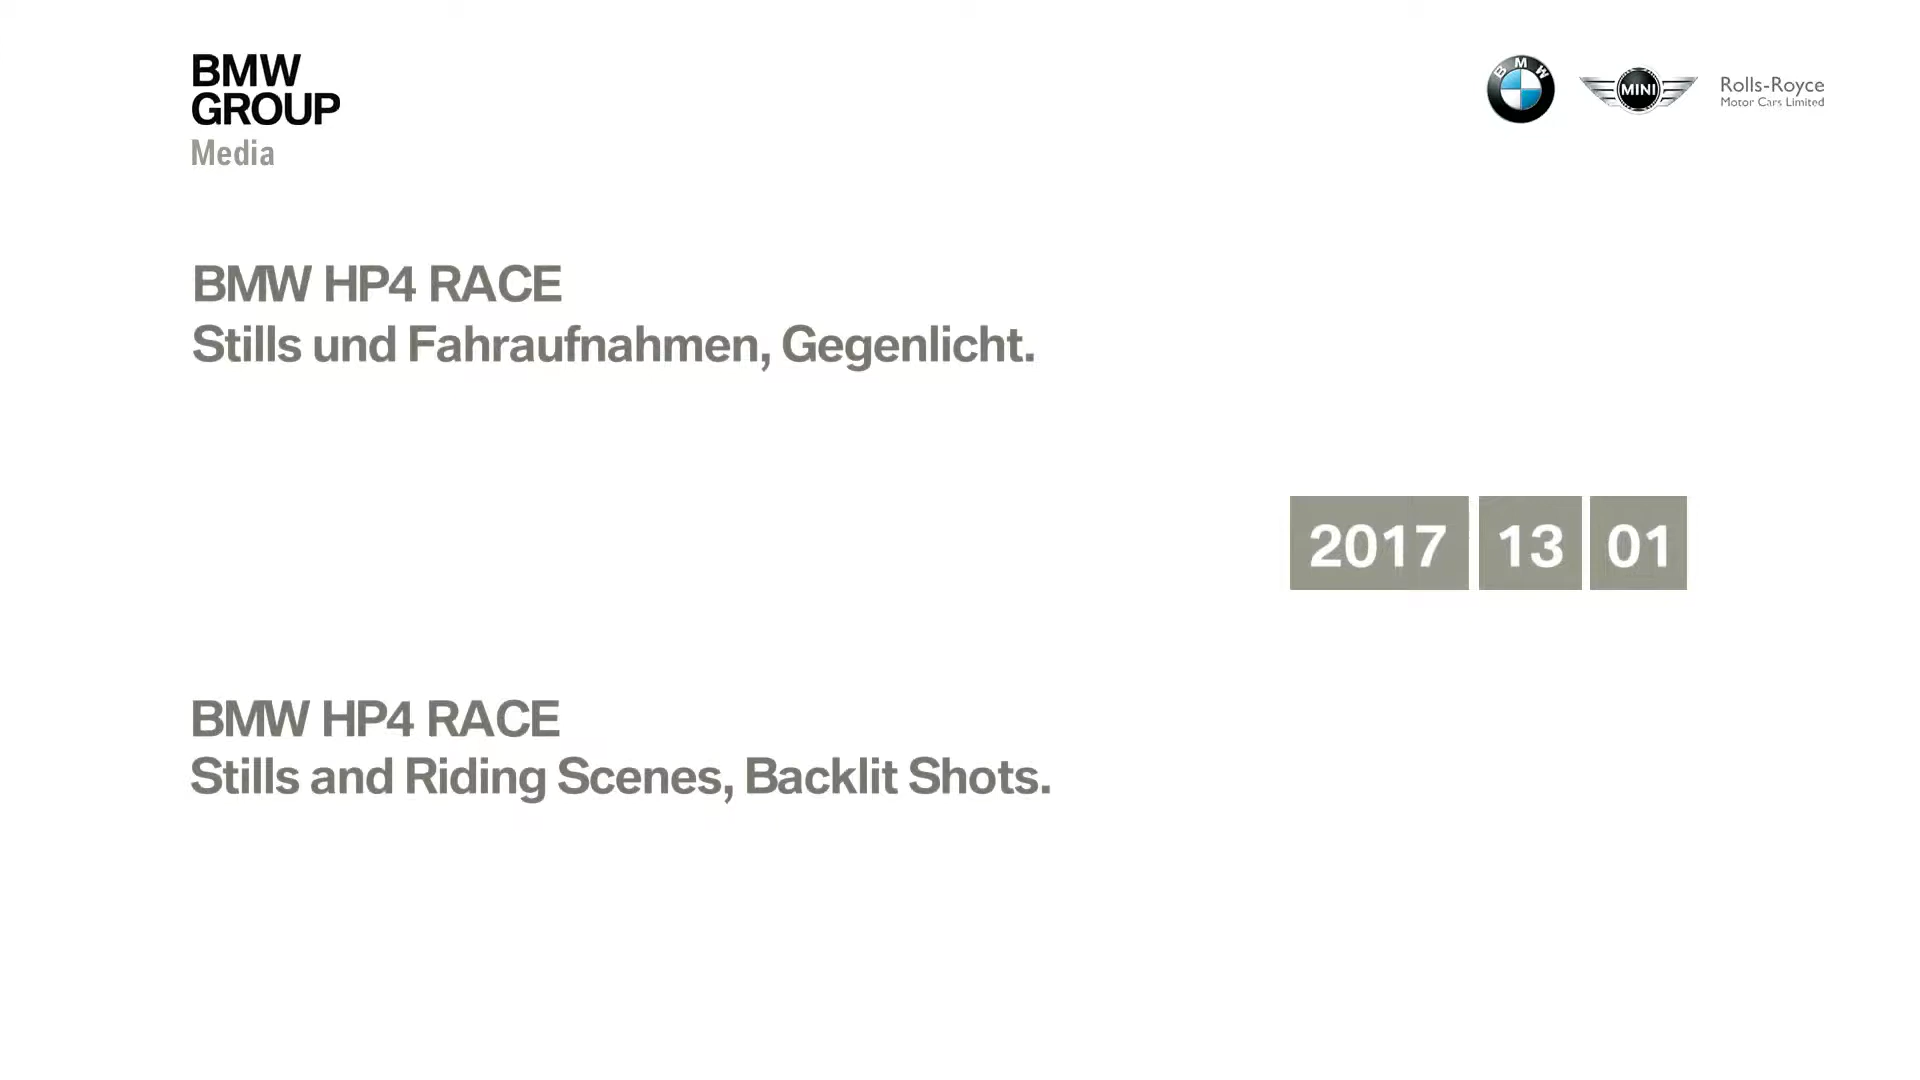 BMW
GROUP
Media
BMW
MINI
Rolls-Royce
Motor Cars Limited
BMW HP4 RACE
Stills und Fahraufnahmen, Gegenlicht.
2017 13 01
BMW HP4 RACE
Stills and Riding Scenes, Backlit Shots.